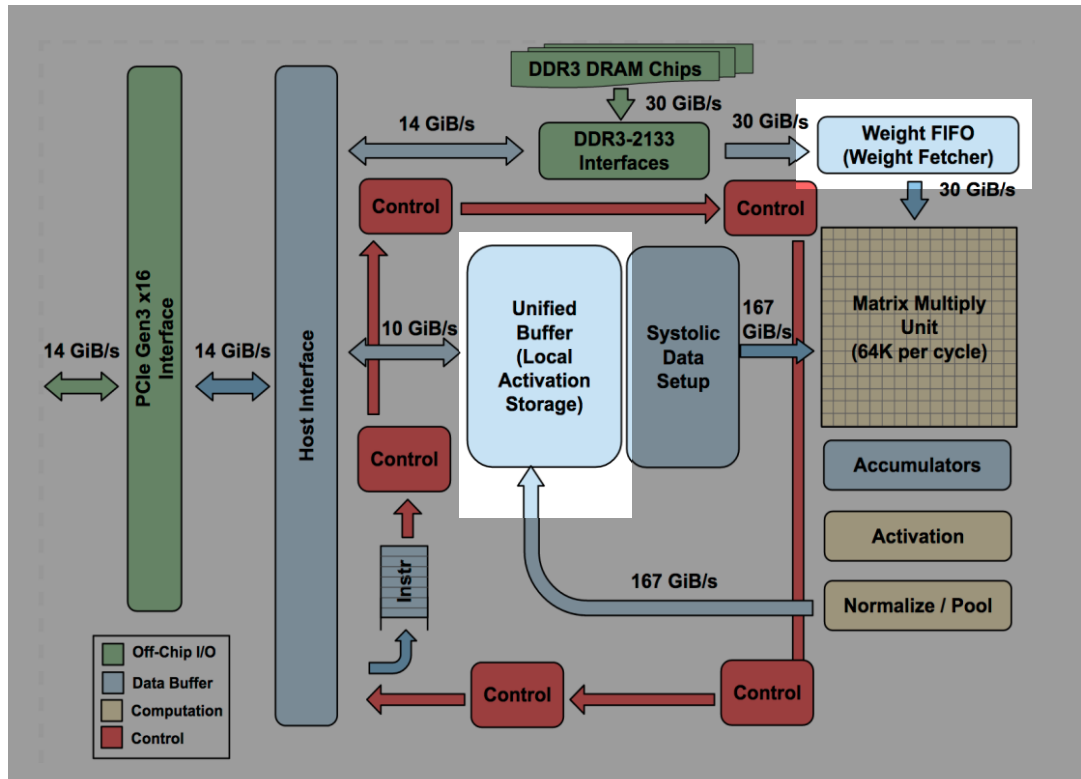 DDR3 DRAM Chips
30 GiB/s
14 GiB/s
DDR3-2133
Interfaces
30 GiB/s
Weight FIFO
(Weight Fetcher)
30 GiB/s
Control
Control
PCIe Gen3 x16
Interface
Host Interface
14 GiB/s
14 GiB/s
10 GiB/s
Unified
Buffer
(Local
Activation
Storage)
Systolic
Data
Setup
167
GiB/s
Matrix Multiply
Unit
(64K per cycle)
Control
Accumulators
Activation
Instr
167 GiB/s
Normalize / Pool
Off-Chip I/O
Data Buffer
Computation
Control
Control
Control